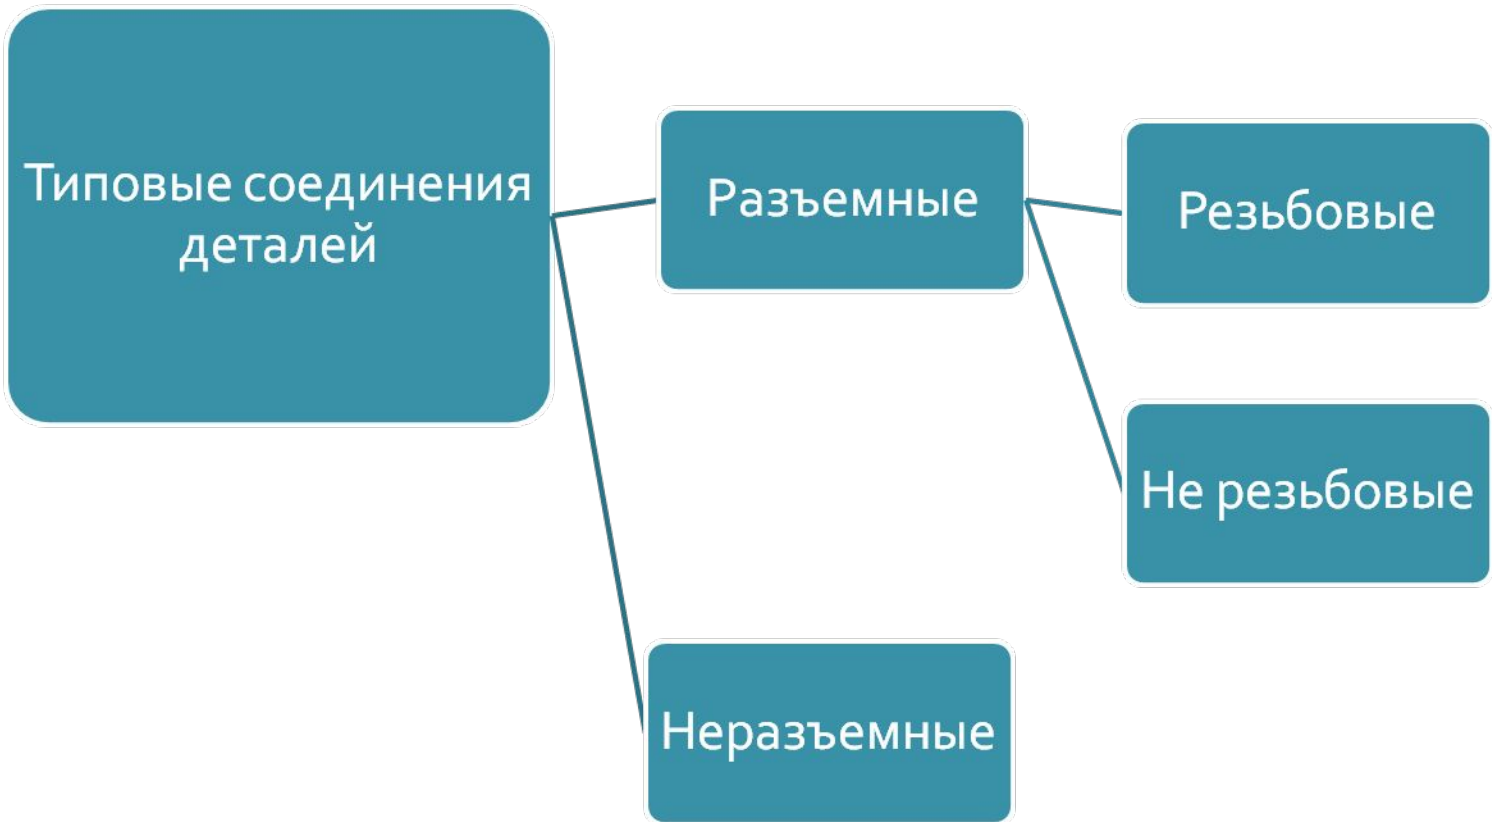 Типовые соединения
деталей
Разъемные
Резьбовые
Не резьбовые
Неразъемные